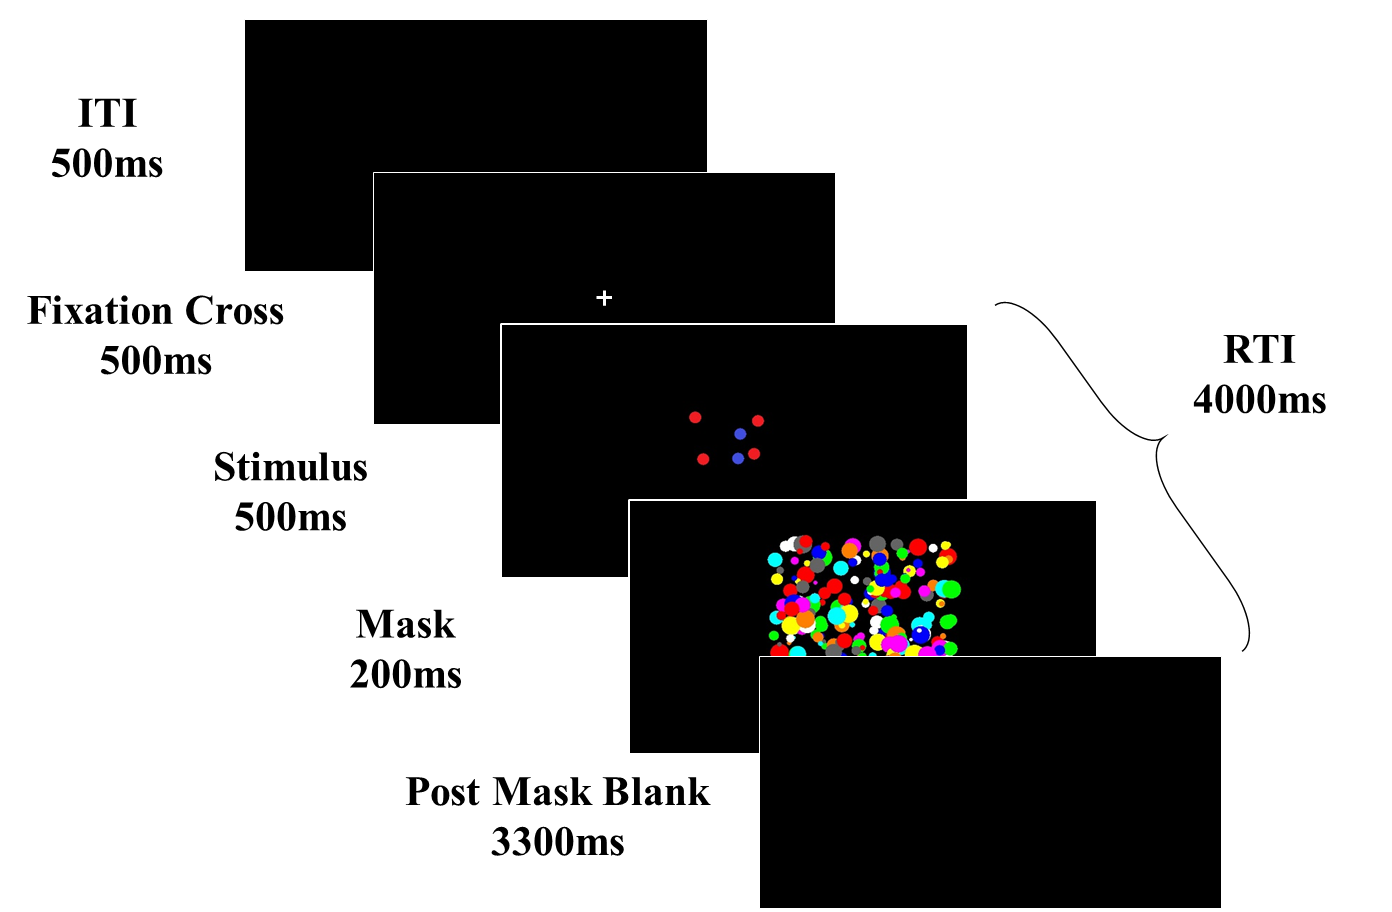 ITI
500ms
Fixation Cross
500ms
RTI
4000ms
Stimulus
500ms
Mask
200ms
Post Mask Blank
3300ms